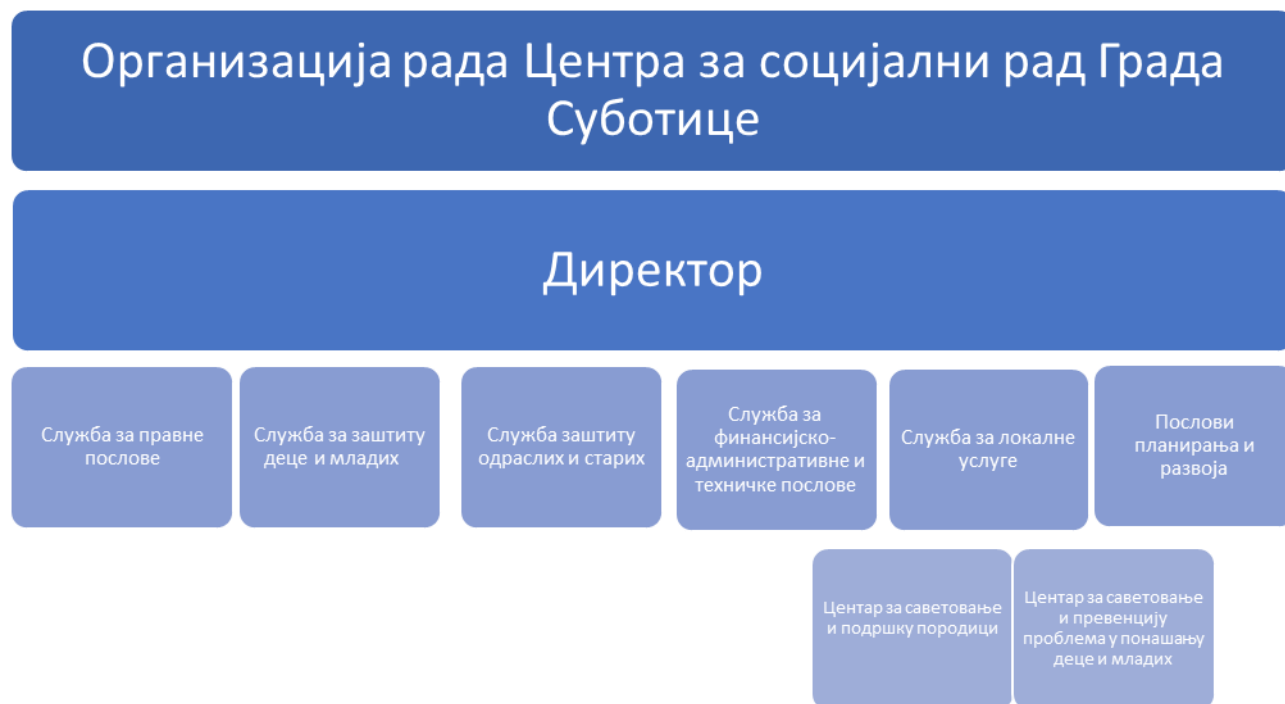 Организација рада Центра за социјални рад Града
Суботице
Директор
Служба за правне
послове
Служба за заштиту
деце и младих
Служба заштиту
одраслих и старих
Служба за
финансијско-
административне и
техничке послове
Служба за локалне
услуге
Послови
планирања и
развоја
Центар за саветовање
и подршку породици
Центар за саветовање
и превенцију
проблема у понашању
деце и младих